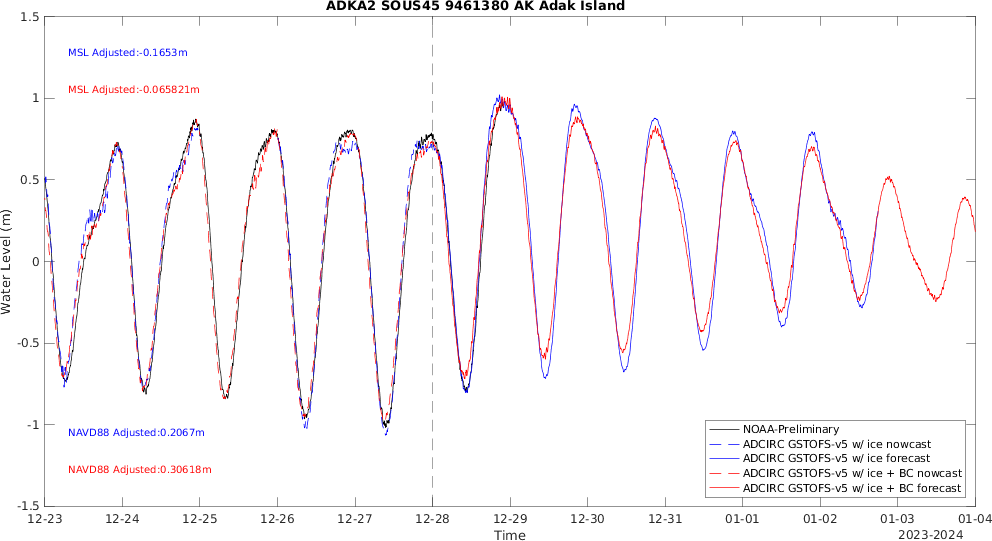 ADKA2 SOUS45 9461380 AK Adak Island
1.5
1
0.5
0
-0.5
-1
-1.5
Water Level (m)
MSL Adjusted:-0.1653m
MSL Adjusted:-0.065821m
NAVD88 Adjusted:0.2067m
NAVD88 Adjusted:0.30618m
NOAA-Preliminary
ADCIRC GSTOFS-v5 w/ ice nowcast
ADCIRC GSTOFS-v5 w/ ice forecast
ADCIRC GSTOFS-v5 w/ ice + BC nowcast
ADCIRC GSTOFS-v5 w/ ice + BC forecast
12-23 12-24 12-25 12-26 12-27 12-28 12-29 12-30 12-31 01-01 01-02 01-03 01-04
Time
2023-2024